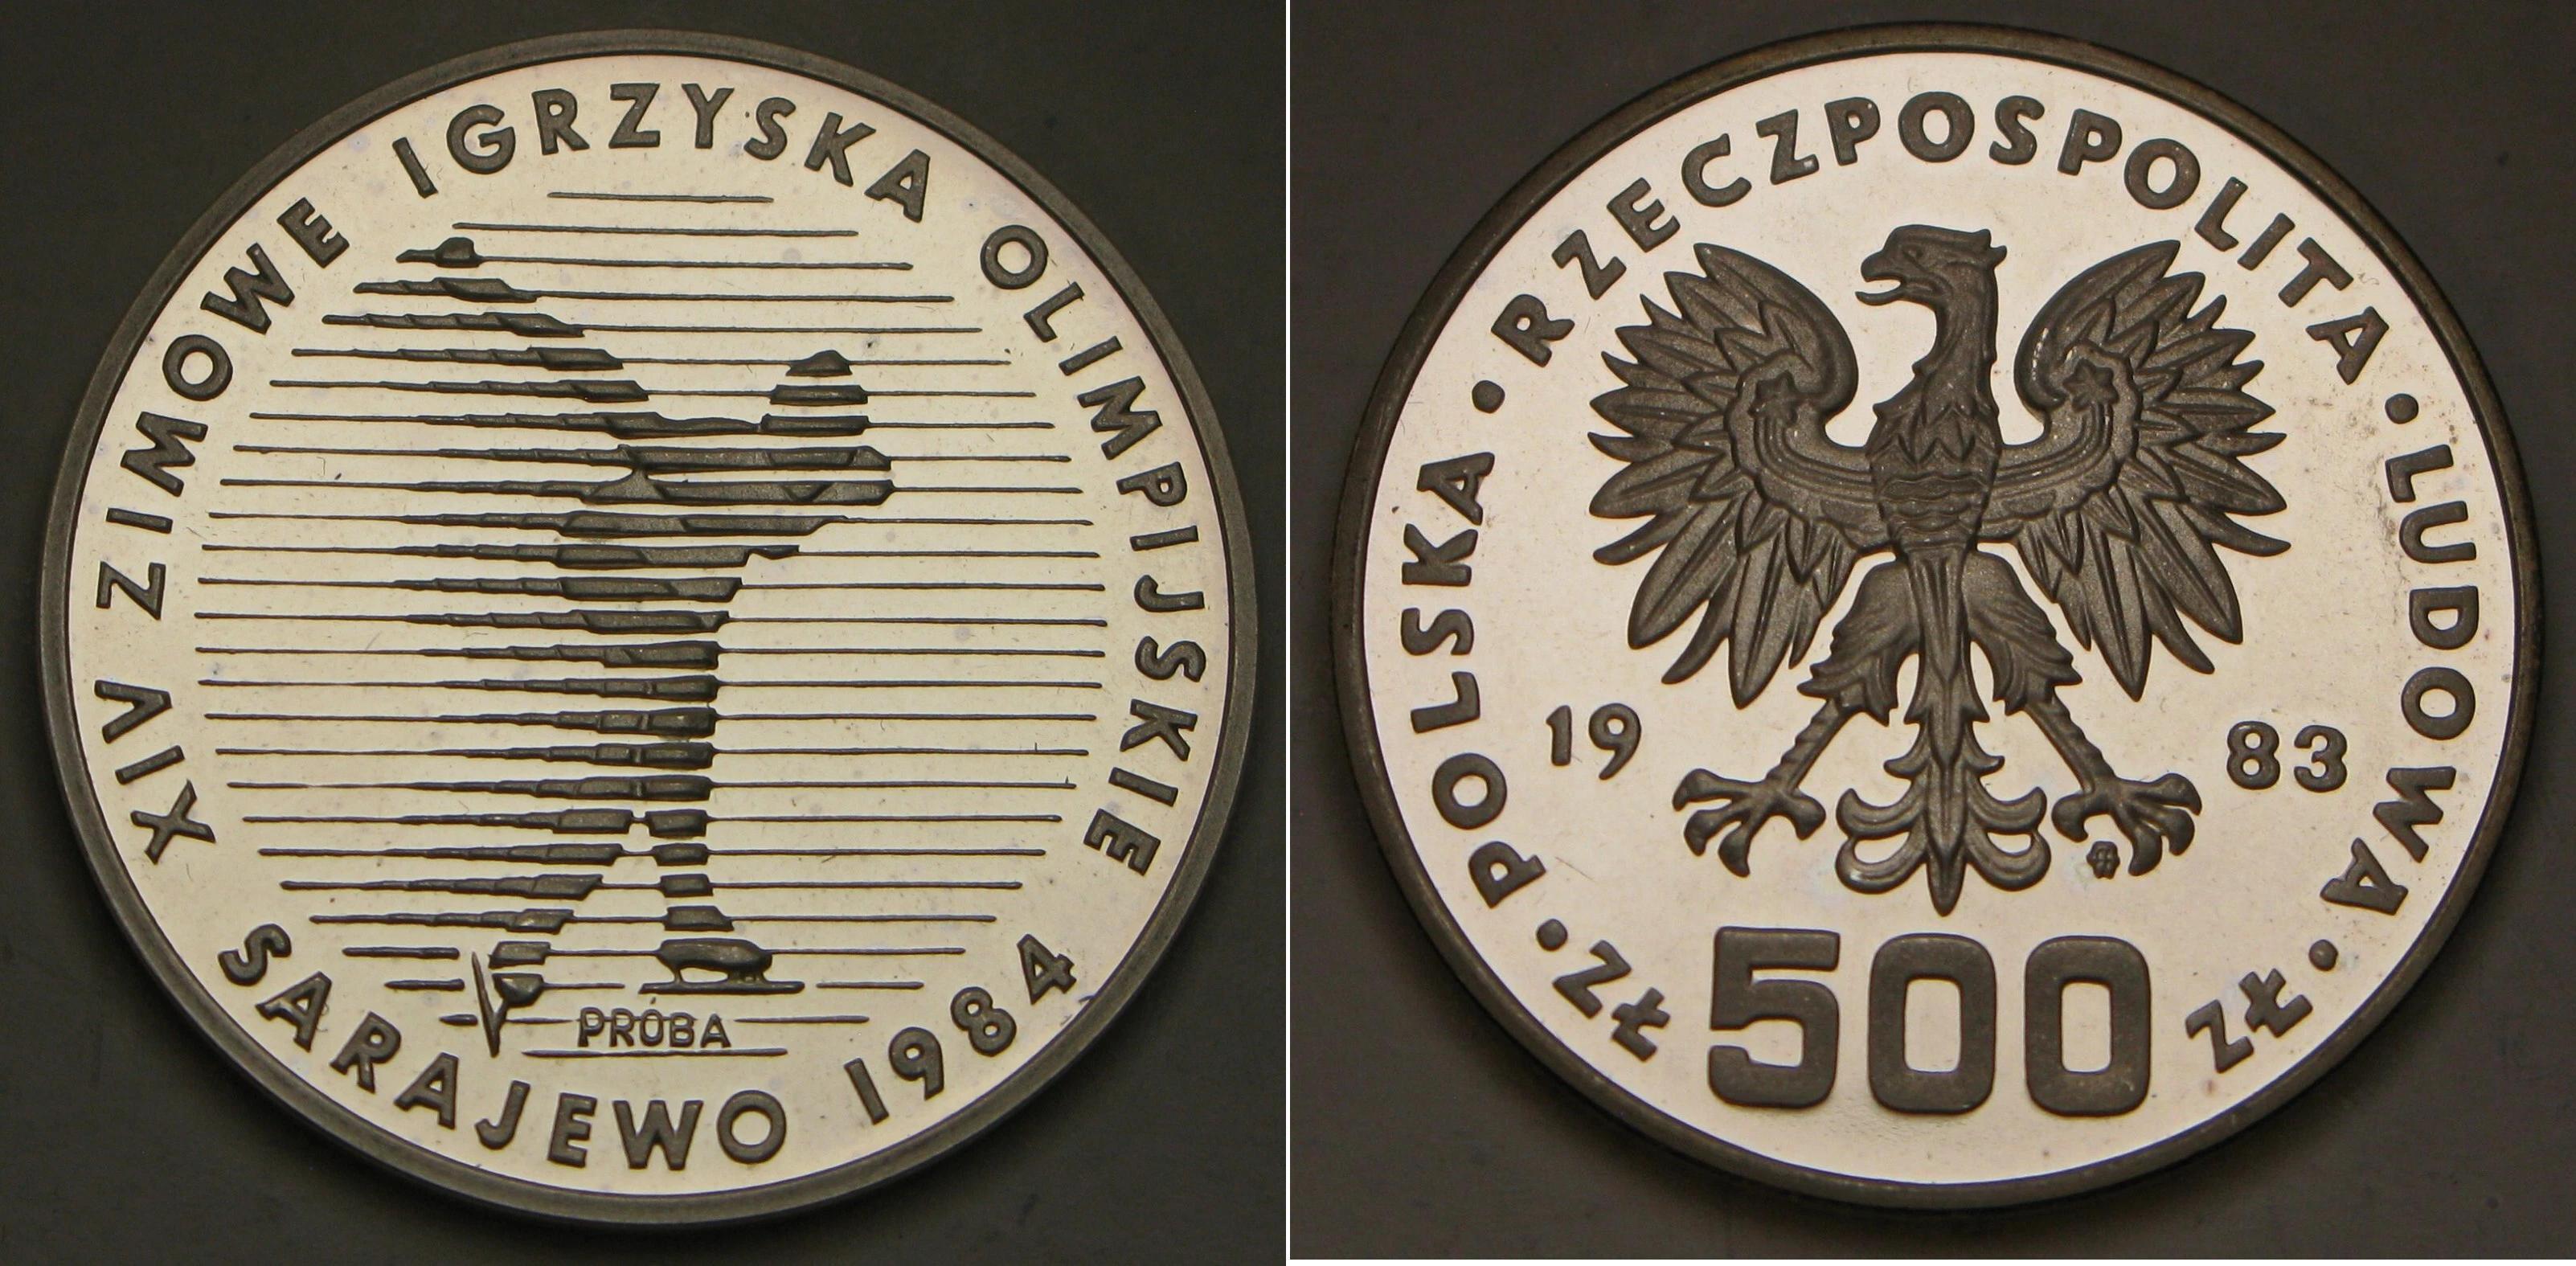 XIV ZIMOWE IGRZYSKA OLIMPIJSKIE
PRÓBA
SARAJEWO 1984
POLSKA • RZECZPOSPOLITA • LUDOWA
19 83
• ZŁ 500 ZŁ •